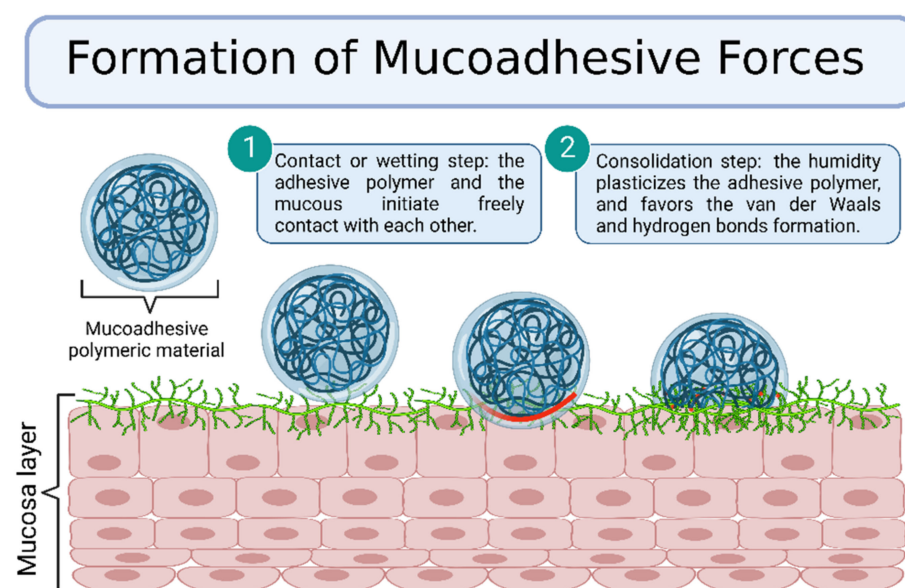 Formation of Mucoadhesive Forces
1
Contact or wetting step: the
adhesive polymer and the
mucous initiate freely
contact with each other.
2
Consolidation step: the humidity
plasticizes the adhesive polymer,
and favors the van der Waals
and hydrogen bonds formation.
Mucoadhesive
polymeric material
Mucosa layer